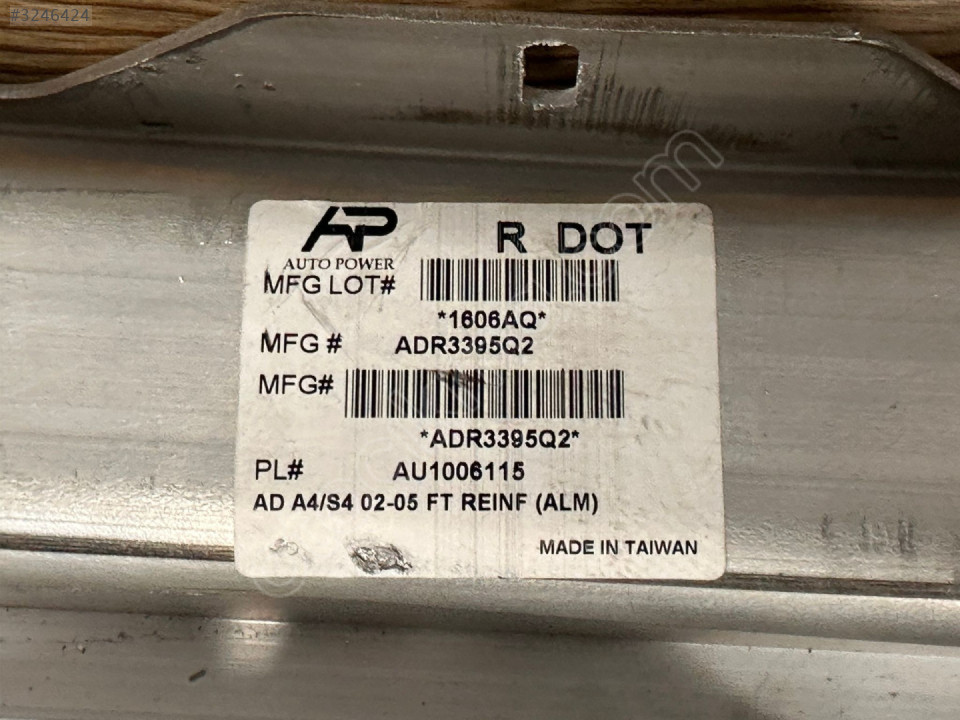 #3246424
AP
AUTO POWER
R DOT
MFG LOT#
*1606AQ*
MFG # ADR3395Q2
MFG#
*ADR3395Q2*
PL# AU1006115
AD A4/S4 02-05 FT REINF (ALM)
MADE IN TAIWAN